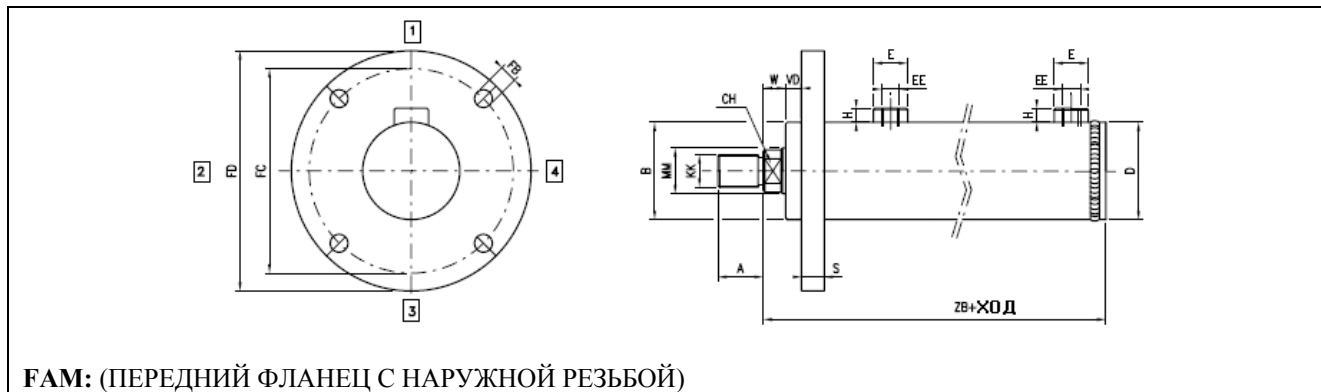 1
2
3
4
FD
FC
FB
E
E
EE
EE
W
VD
CH
H
H
B
MM
KK
D
A
S
ZB+ХОД
FAM: (ПЕРЕДНИЙ ФЛАНЕЦ С НАРУЖНОЙ РЕЗЬБОЙ)